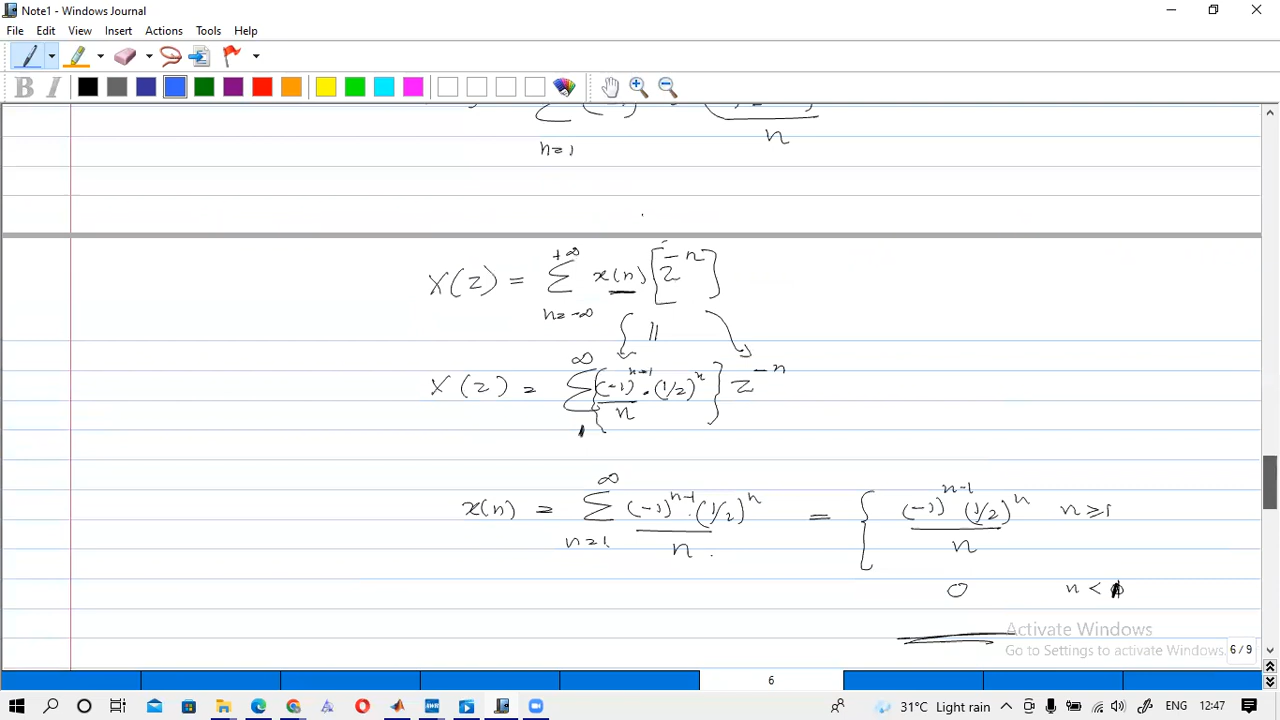 Note1 - Windows Journal
File Edit View Insert Actions Tools Help
B I
n=1
n
X(z) = ∑ n=-∞ +∞ x(n) [z^-n]
||
X(z) = ∑ 1 ∞ {(-1)^n-1 . (1/2)^n / n} z^-n
x(n) = ∑ n=1 ∞ (-1)^n-1 . (1/2)^n / n = { (-1)^n-1 (1/2)^n / n n ≥ 1
0 n <
Activate Windows
Go to Settings to activate Windows.
6 / 9
6
31°C Light rain ENG 12:47